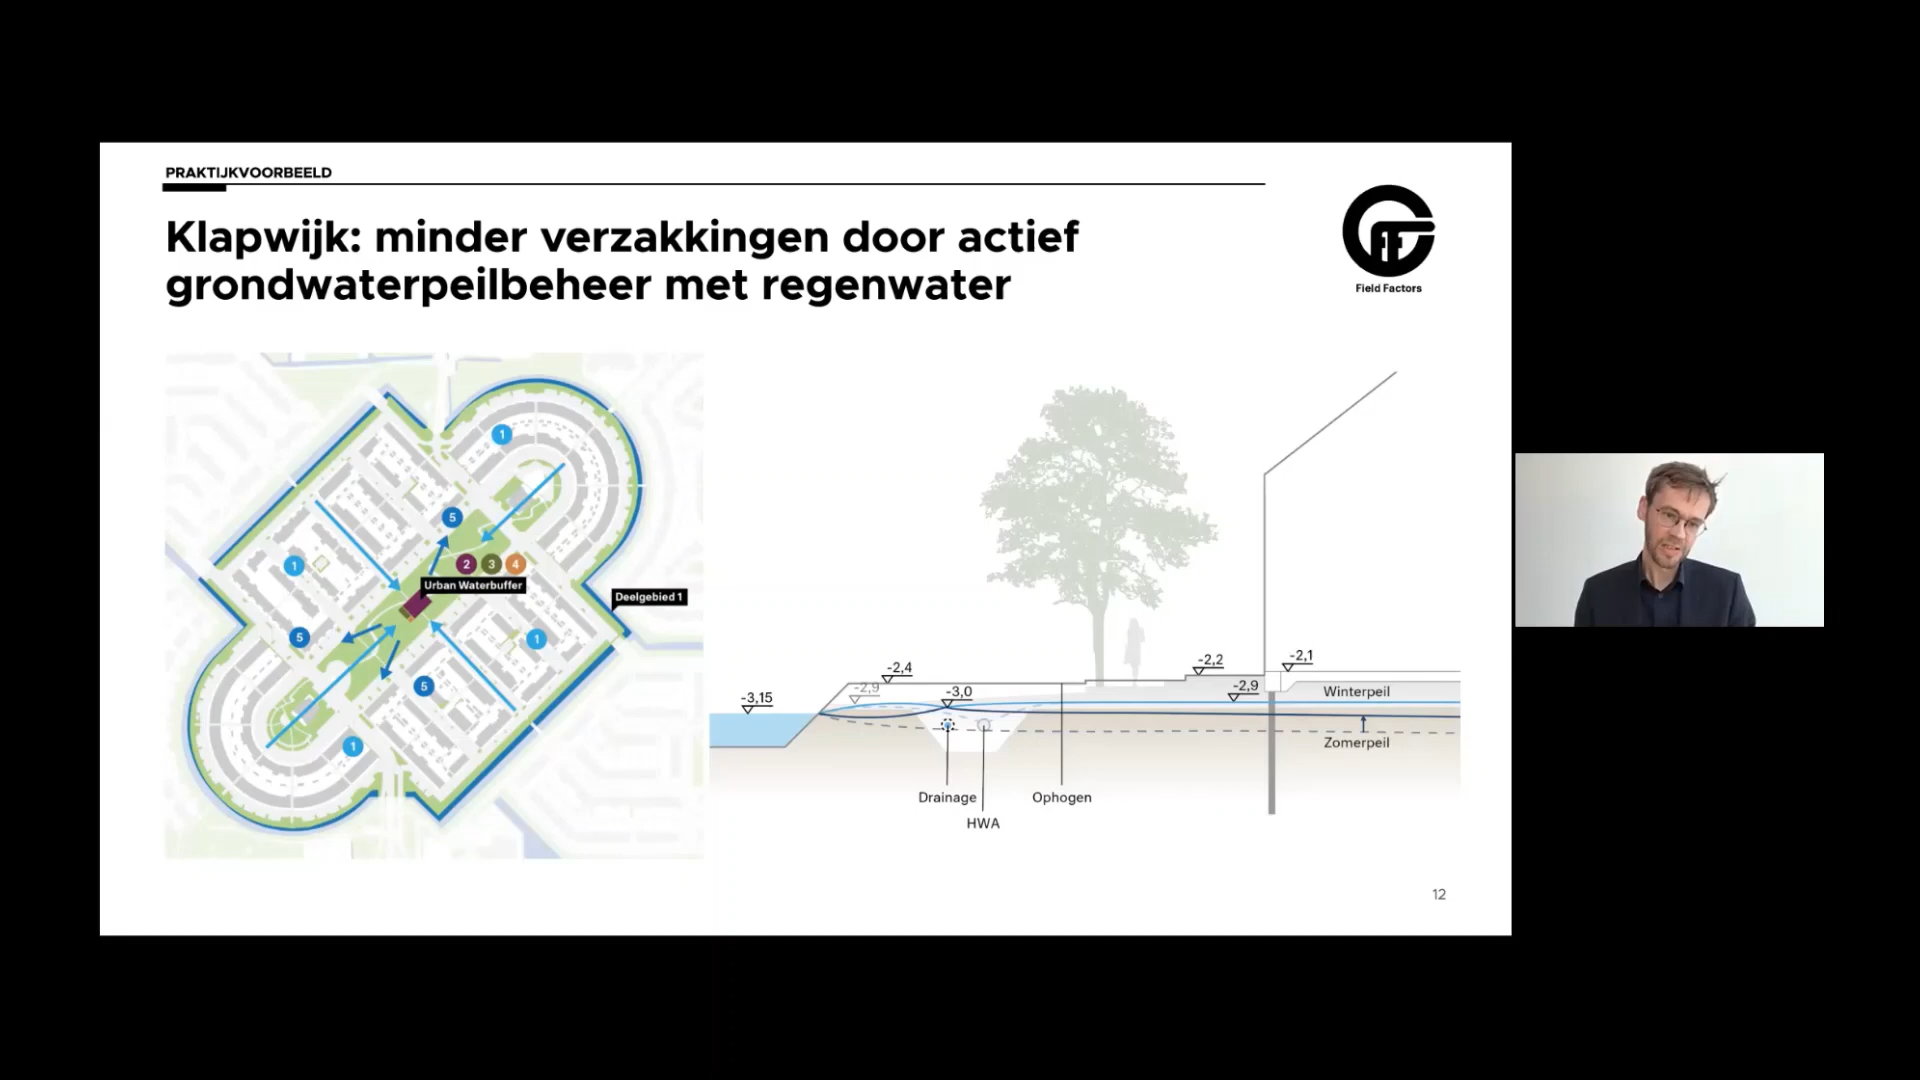 PRAKTIJKVOORBEELD
Klapwijk: minder verzakkingen door actief
grondwaterpeilbeheer met regenwater
Field Factors
1
5
1
2 3 4
Urban Waterbuffer
Deelgebied 1
5
1
5
1
-3,15
-2,9
-2,4
-3,0
-2,2
-2,9
-2,1
Winterpeil
Zomerpeil
Drainage
HWA
Ophogen
12